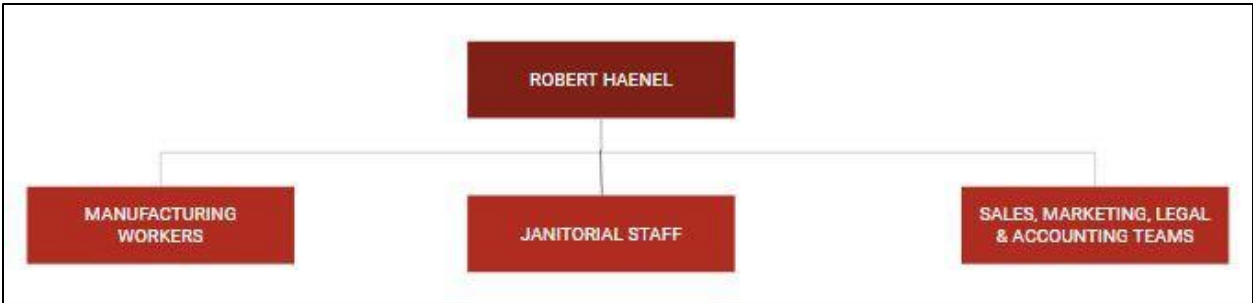 ROBERT HAENEL
MANUFACTURING
WORKERS
JANITORIAL STAFF
SALES, MARKETING, LEGAL
& ACCOUNTING TEAMS